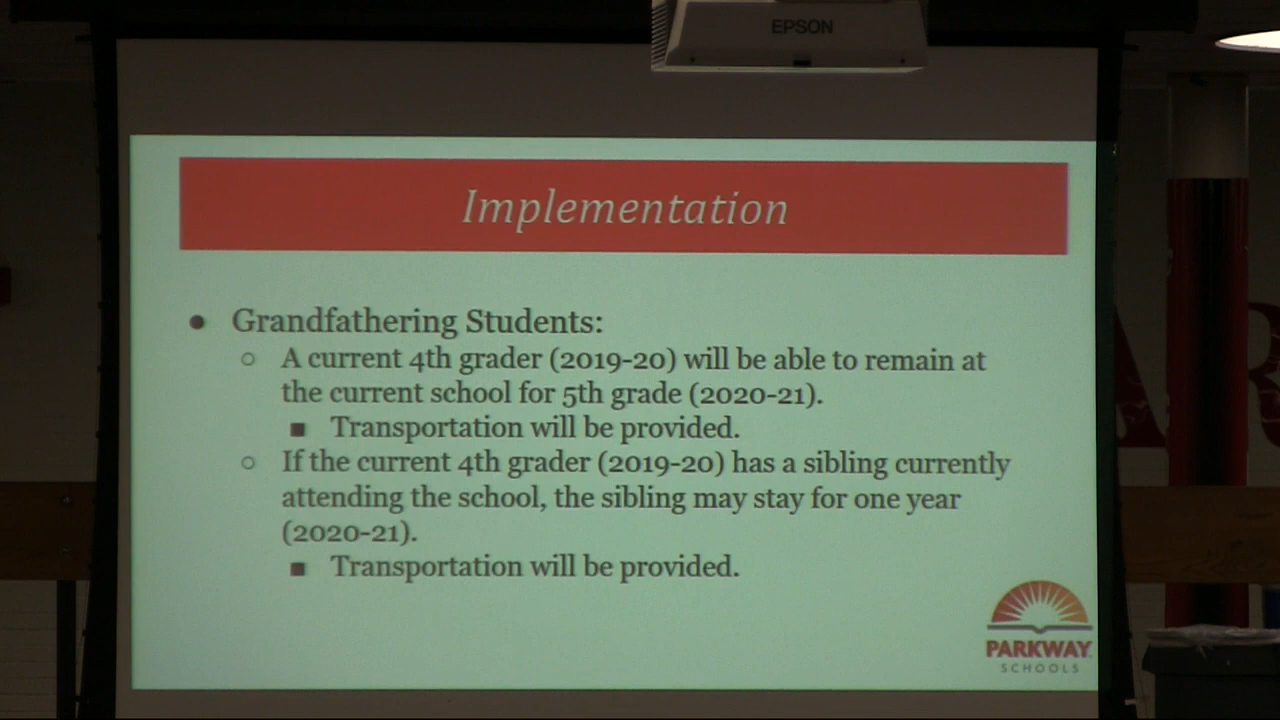 EPSON
Implementation
● Grandfathering Students:
○ A current 4th grader (2019-20) will be able to remain at
the current school for 5th grade (2020-21).
■ Transportation will be provided.
○ If the current 4th grader (2019-20) has a sibling currently
attending the school, the sibling may stay for one year
(2020-21).
■ Transportation will be provided.
PARKWAY
SCHOOLS